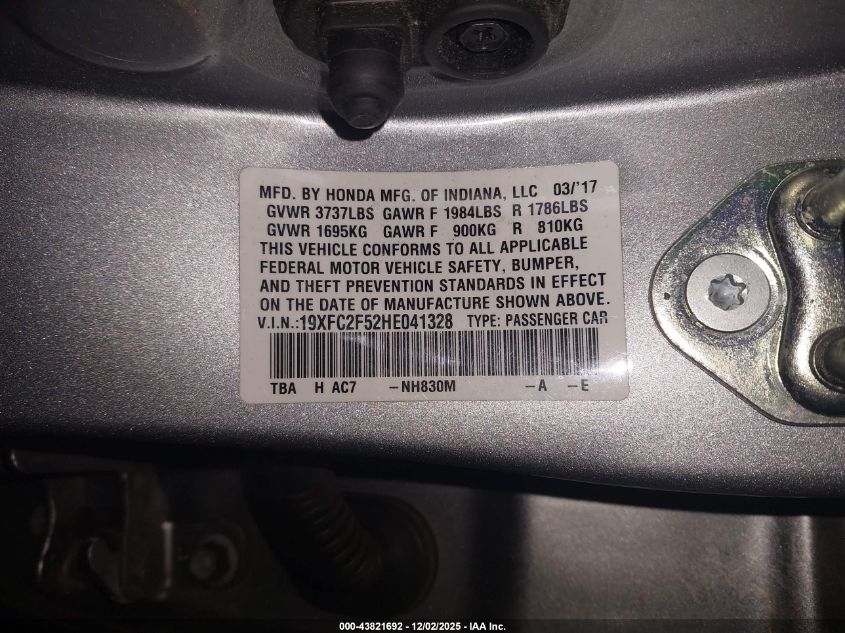 MFD. BY HONDA MFG. OF INDIANA, LLC 03/'17
GVWR 3737LBS GAWR F 1984LBS R 1786LBS
GVWR 1695KG GAWR F 900KG R 810KG
THIS VEHICLE CONFORMS TO ALL APPLICABLE
FEDERAL MOTOR VEHICLE SAFETY, BUMPER,
AND THEFT PREVENTION STANDARDS IN EFFECT
ON THE DATE OF MANUFACTURE SHOWN ABOVE.
V.I.N.:19XFC2F52HE041328 TYPE: PASSENGER CAR
TBA H AC7 -NH830M -A -E
000-43821692 - 12/02/2025 - IAA Inc.